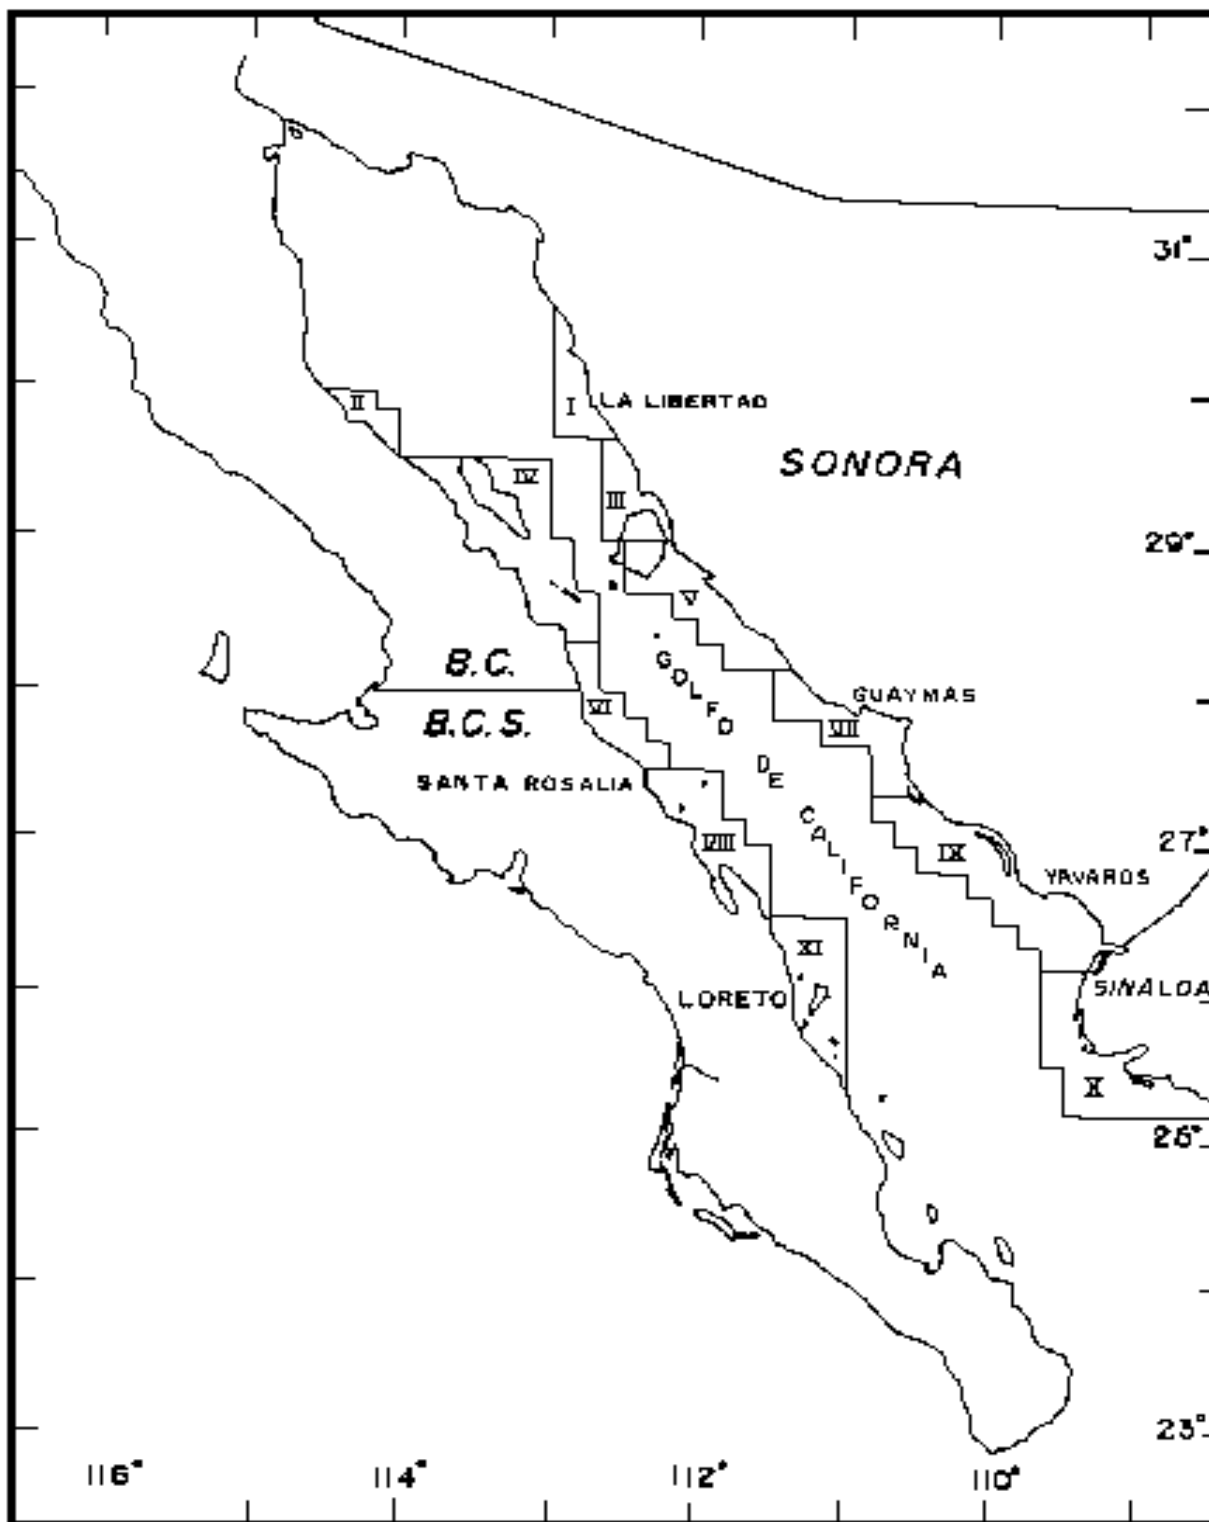 31°
II
I
LA LIBERTAD
SONORA
IV
III
29°
V
B.C.
GOLFO DE CALIFORNIA
GUAYMAS
VI
B.C.S.
VII
SANTA ROSALIA
VIII
27°
IX
YAVAROS
XI
LORETO
SINALOA
X
25°
23°
116° 114° 112° 110°